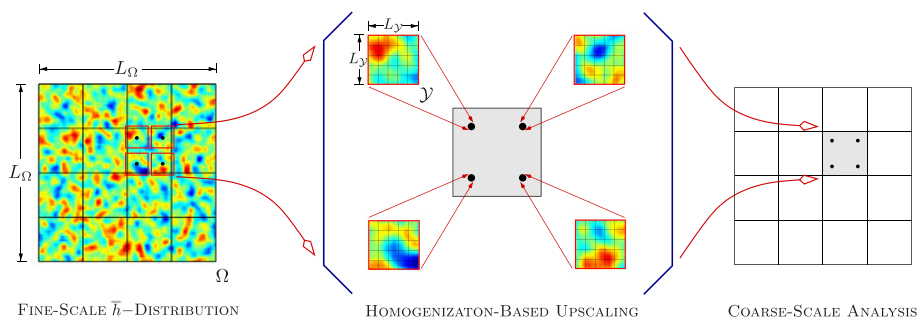 L_Ω
L_Ω
Ω
L_𝒴
L_𝒴
𝒴
FINE-SCALE h̅−DISTRIBUTION
HOMOGENIZATON-BASED UPSCALING
COARSE-SCALE ANALYSIS